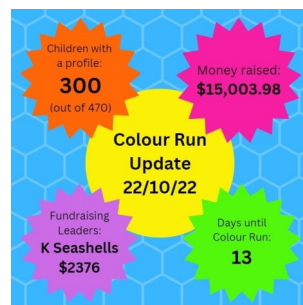 Children with
a profile:
300
(out of 470)
Money raised:
$15,003.98
Colour Run
Update
22/10/22
Fundraising
Leaders:
K Seashells
$2376
Days until
Colour Run:
13